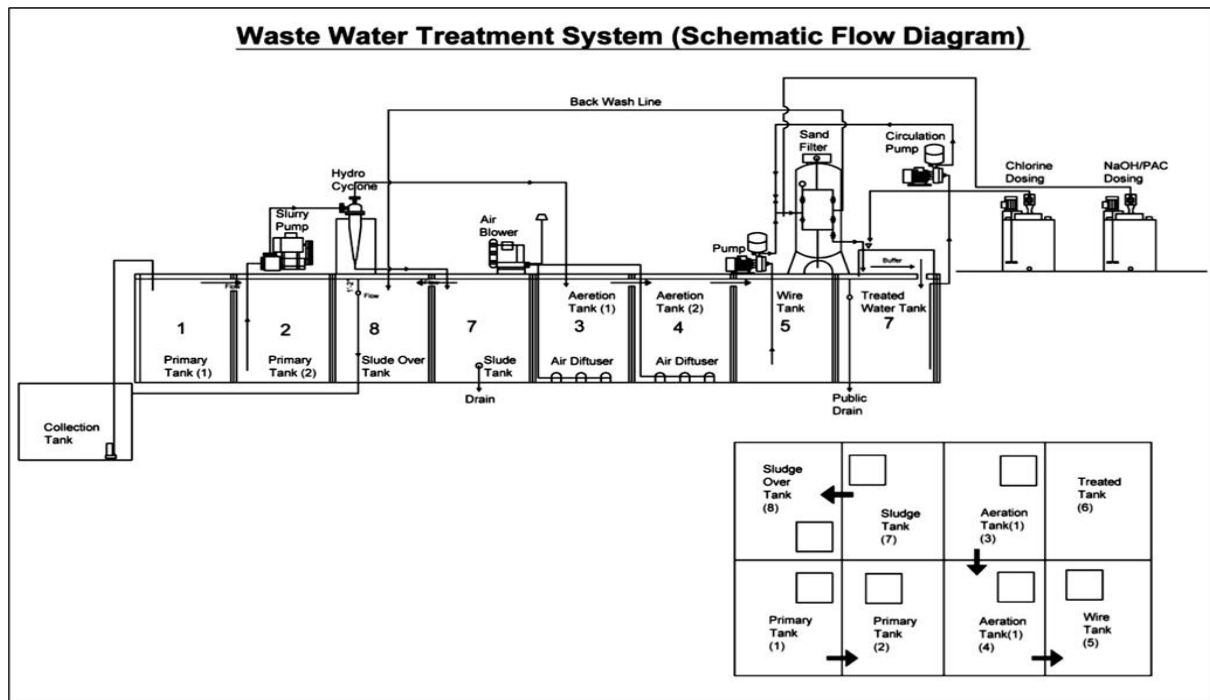 Waste Water Treatment System (Schematic Flow Diagram)
Back Wash Line
Sand
Filter
Circulation
Pump
Chlorine
Dosing
NaOH/PAC
Dosing
Hydro
Cyclone
Slurry
Pump
Air
Blower
Pump
Buffer
Flow
Flow
Flow
1
Primary
Tank (1)
2
Primary
Tank (2)
8
Slude Over
Tank
7
Slude
Tank
Aeretion
Tank (1)
3
Air Diftuser
Aeretion
Tank (2)
4
Air Diftuser
Wire
Tank
5
Treated
Water Tank
7
Drain
Public
Drain
Collection
Tank
Sludge
Over
Tank
(8)
Sludge
Tank
(7)
Aeration
Tank(1)
(3)
Treated
Tank
(6)
Primary
Tank
(1)
Primary
Tank
(2)
Aeration
Tank(1)
(4)
Wire
Tank
(5)